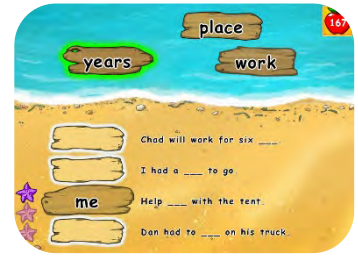 place
167
years
work
Chad will work for six ___.
I had a ___ to go.
me
Help ___ with the tent.
Dan had to ___ on his truck.